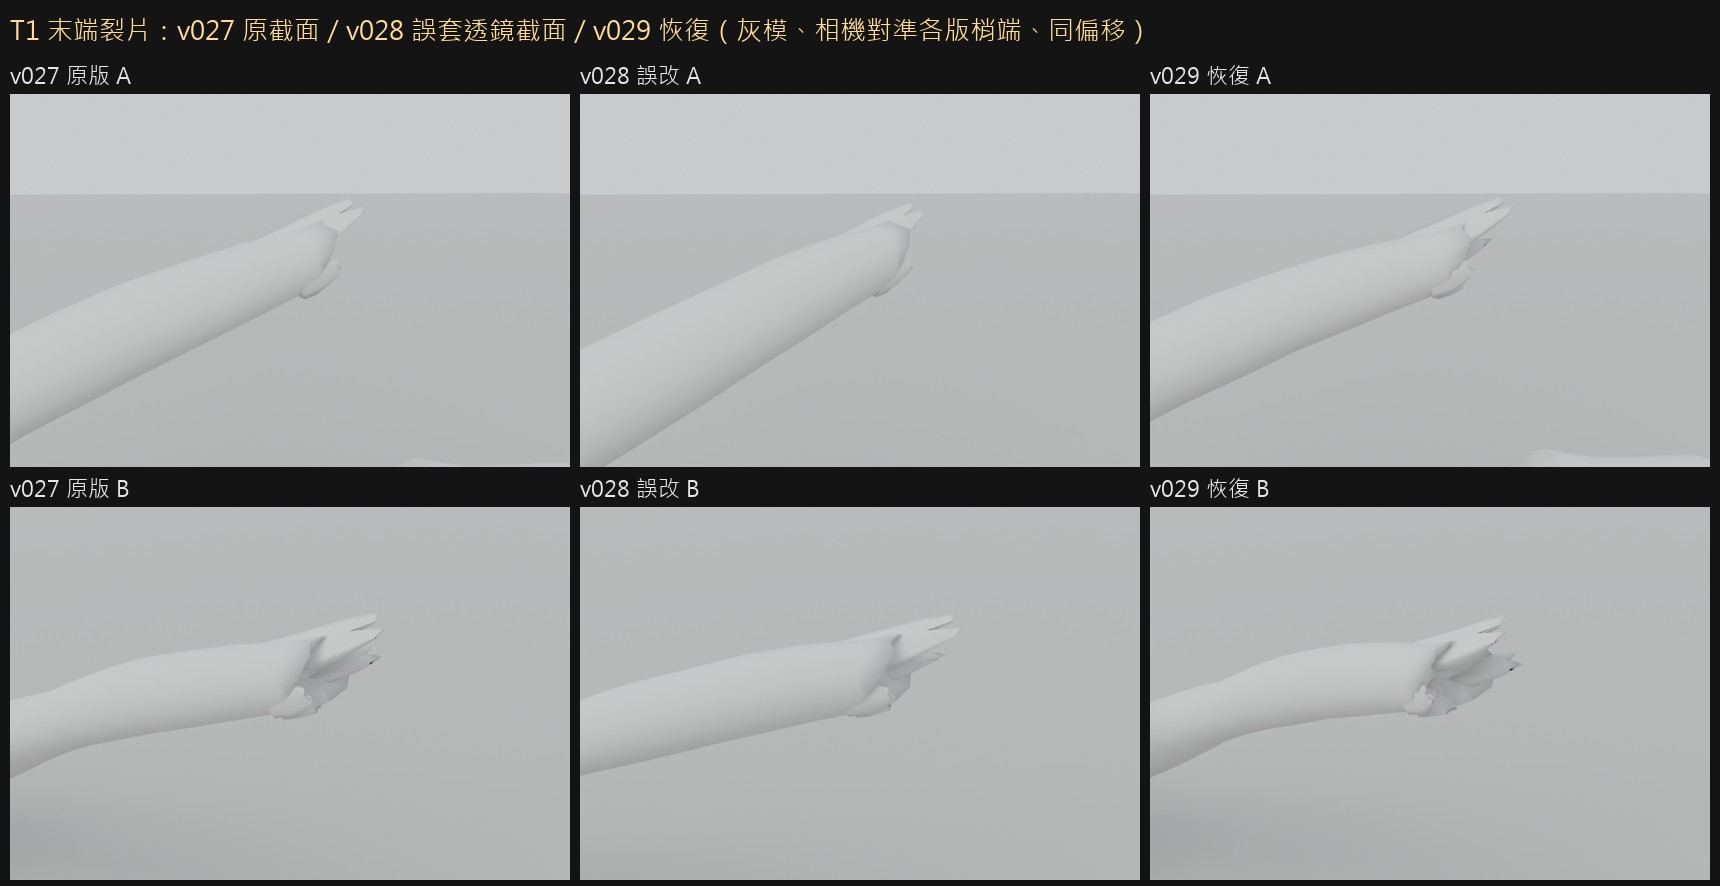 T1 末端裂片：v027 原截面 / v028 誤套透鏡截面 / v029 恢復（灰模、相機對準各版梢端、同偏移）
v027 原版 A
v028 誤改 A
v029 恢復 A
v027 原版 B
v028 誤改 B
v029 恢復 B